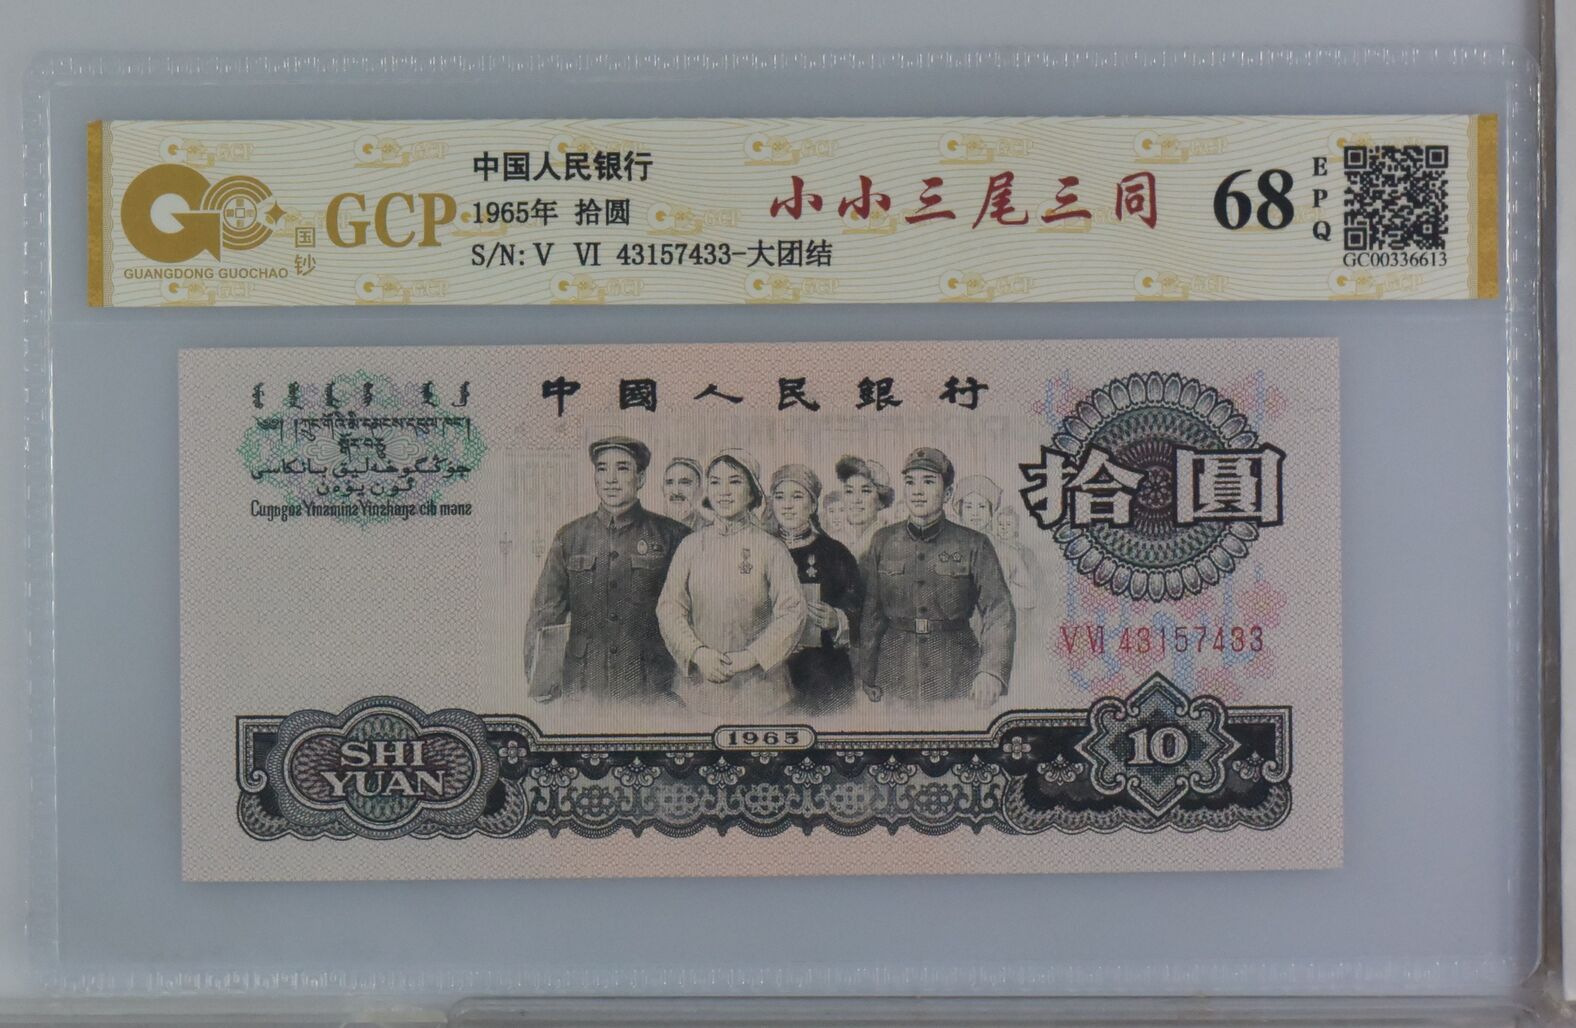 GCP
国钞
GUANGDONG GUOCHAO
中国人民银行
1965年 拾圆
S/N: V VI 43157433-大团结
小小三尾三同
68
EPQ
GC00336613
中國人民銀行
拾圓
V VI 43157433
SHI YUAN
1965
10